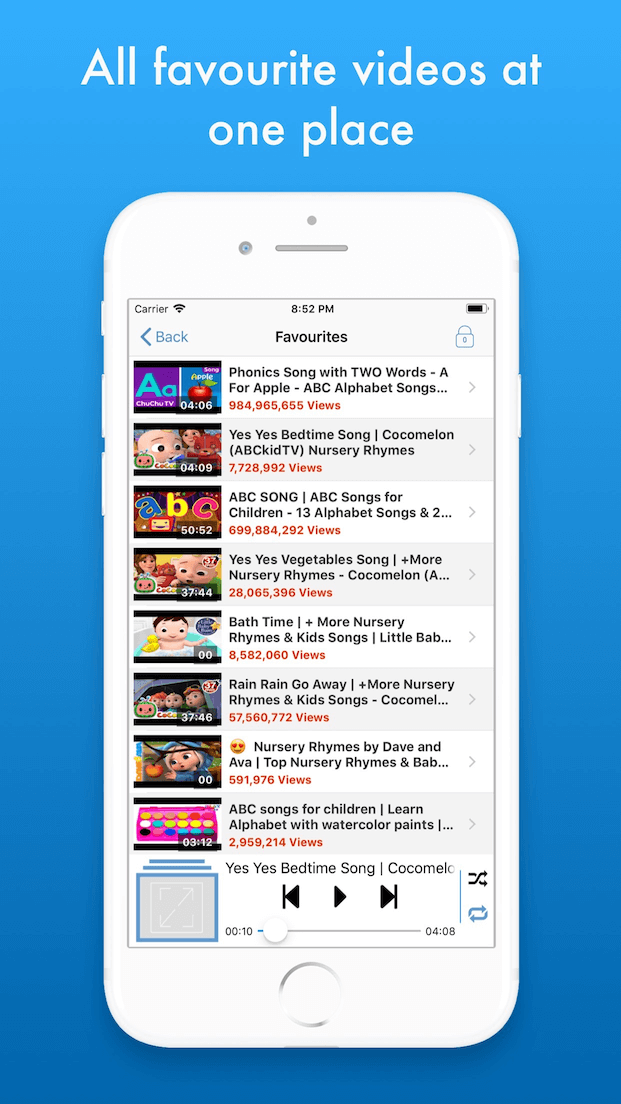 All favourite videos at
one place
Carrier
8:52 PM
Back
Favourites
0
Aa
ChuChu TV
Song
Apple
04:06
Phonics Song with TWO Words - A
For Apple - ABC Alphabet Songs...
984,965,655 Views
04:09
Yes Yes Bedtime Song | Cocomelon
(ABCkidTV) Nursery Rhymes
7,728,992 Views
abc
50:52
ABC SONG | ABC Songs for
Children - 13 Alphabet Songs & 2...
699,884,292 Views
37
37:44
Yes Yes Vegetables Song | +More
Nursery Rhymes - Cocomelon (A...
28,065,396 Views
00
Bath Time | + More Nursery
Rhymes & Kids Songs | Little Bab...
8,582,060 Views
37
37:46
Rain Rain Go Away | +More Nursery
Rhymes & Kids Songs - Cocomel...
57,560,772 Views
00
😍 Nursery Rhymes by Dave and
Ava | Top Nursery Rhymes & Bab...
591,976 Views
03:12
ABC songs for children | Learn
Alphabet with watercolor paints |...
2,959,214 Views
Yes Yes Bedtime Song | Cocomelo
00:10
04:08